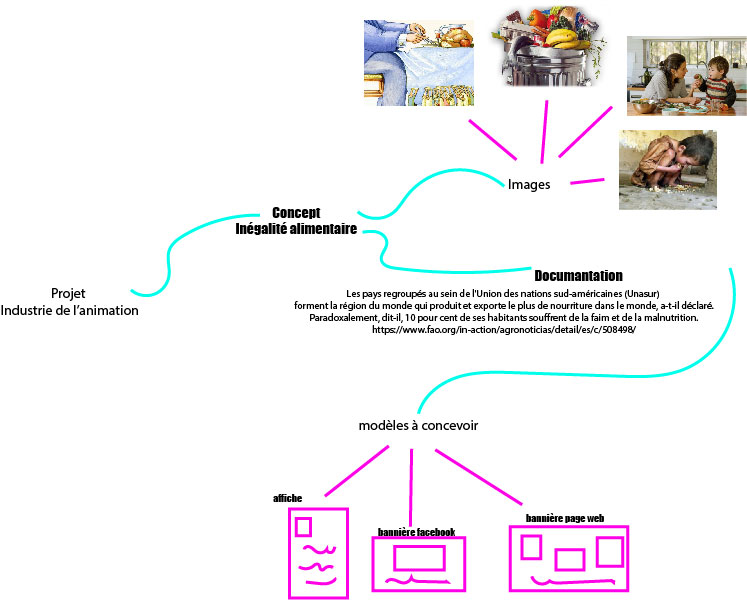 Images
Concept
Inégalité alimentaire
Projet
Industrie de l'animation
Documantation
Les pays regroupés au sein de l'Union des nations sud-américaines (Unasur)
forment la région du monde qui produit et exporte le plus de nourriture dans le monde, a-t-il déclaré.
Paradoxalement, dit-il, 10 pour cent de ses habitants souffrent de la faim et de la malnutrition.
https://www.fao.org/in-action/agronoticias/detail/es/c/508498/
modèles à concevoir
affiche
bannière facebook
bannière page web